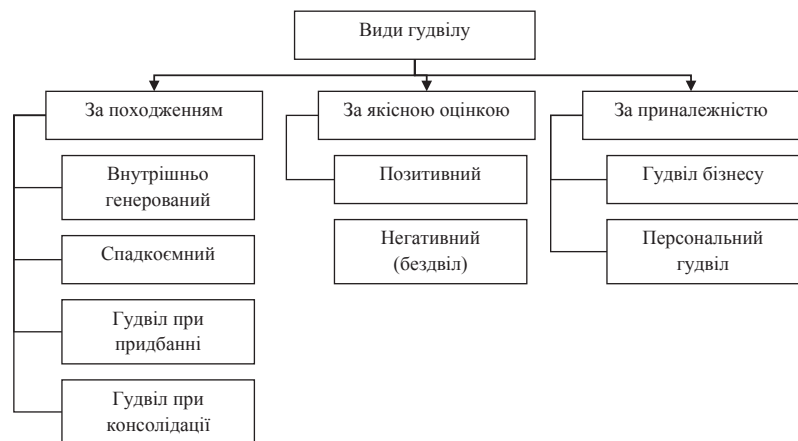 Види гудвілу
За походженням
Внутрішньо
генерований
Спадкоємний
Гудвіл при
придбанні
Гудвіл при
консолідації
За якісною оцінкою
Позитивний
Негативний
(бездвіл)
За приналежністю
Гудвіл бізнесу
Персональний
гудвіл